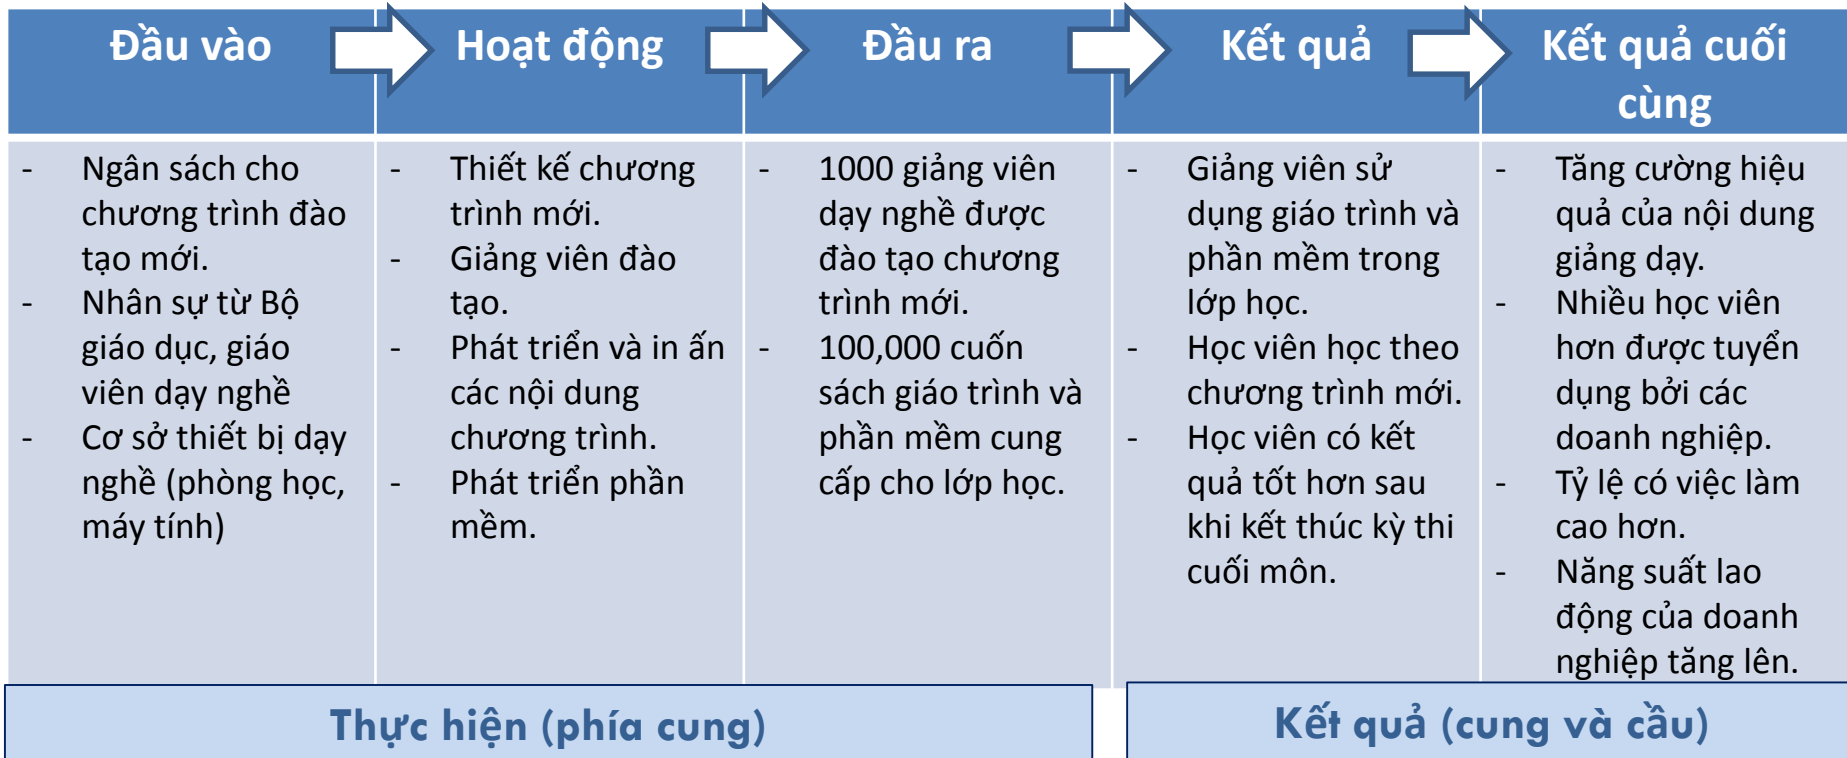 Đầu vào
Hoạt động
Đầu ra
Kết quả
Kết quả cuối
cùng
- Ngân sách cho
chương trình đào
tạo mới.
- Nhân sự từ Bộ
giáo dục, giáo
viên dạy nghề
- Cơ sở thiết bị dạy
nghề (phòng học,
máy tính)
- Thiết kế chương
trình mới.
- Giảng viên đào
tạo.
- Phát triển và in ấn
các nội dung
chương trình.
- Phát triển phần
mềm.
- 1000 giảng viên
dạy nghề được
đào tạo chương
trình mới.
- 100,000 cuốn
sách giáo trình và
phần mềm cung
cấp cho lớp học.
- Giảng viên sử
dụng giáo trình và
phần mềm trong
lớp học.
- Học viên học theo
chương trình mới.
- Học viên có kết
quả tốt hơn sau
khi kết thúc kỳ thi
cuối môn.
- Tăng cường hiệu
quả của nội dung
giảng dạy.
- Nhiều học viên
hơn được tuyển
dụng bởi các
doanh nghiệp.
- Tỷ lệ có việc làm
cao hơn.
- Năng suất lao
động của doanh
nghiệp tăng lên.
Thực hiện (phía cung)
Kết quả (cung và cầu)